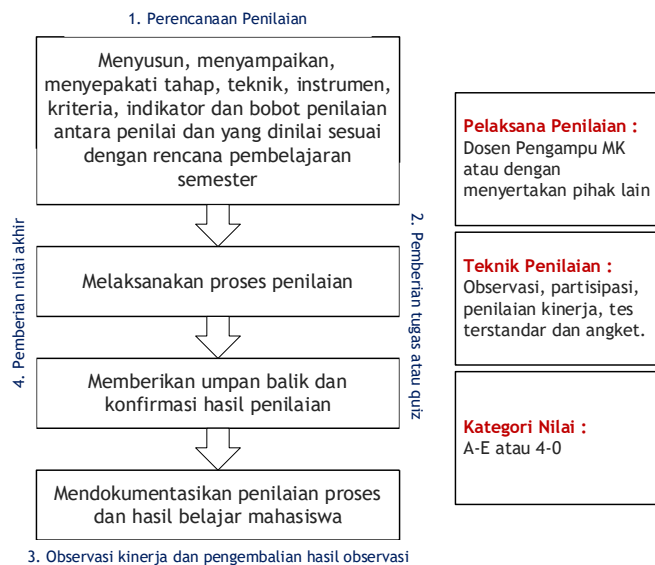 1. Perencanaan Penilaian
Menyusun, menyampaikan,
menyepakati tahap, teknik, instrumen,
kriteria, indikator dan bobot penilaian
antara penilai dan yang dinilai sesuai
dengan rencana pembelajaran
semester
Melaksanakan proses penilaian
Memberikan umpan balik dan
konfirmasi hasil penilaian
Mendokumentasikan penilaian proses
dan hasil belajar mahasiswa
2. Pemberian tugas atau quiz
3. Observasi kinerja dan pengembalian hasil observasi
4. Pemberian nilai akhir
Pelaksana Penilaian :
Dosen Pengampu MK
atau dengan
menyertakan pihak lain
Teknik Penilaian :
Observasi, partisipasi,
penilaian kinerja, tes
terstandar dan angket.
Kategori Nilai :
A-E atau 4-0